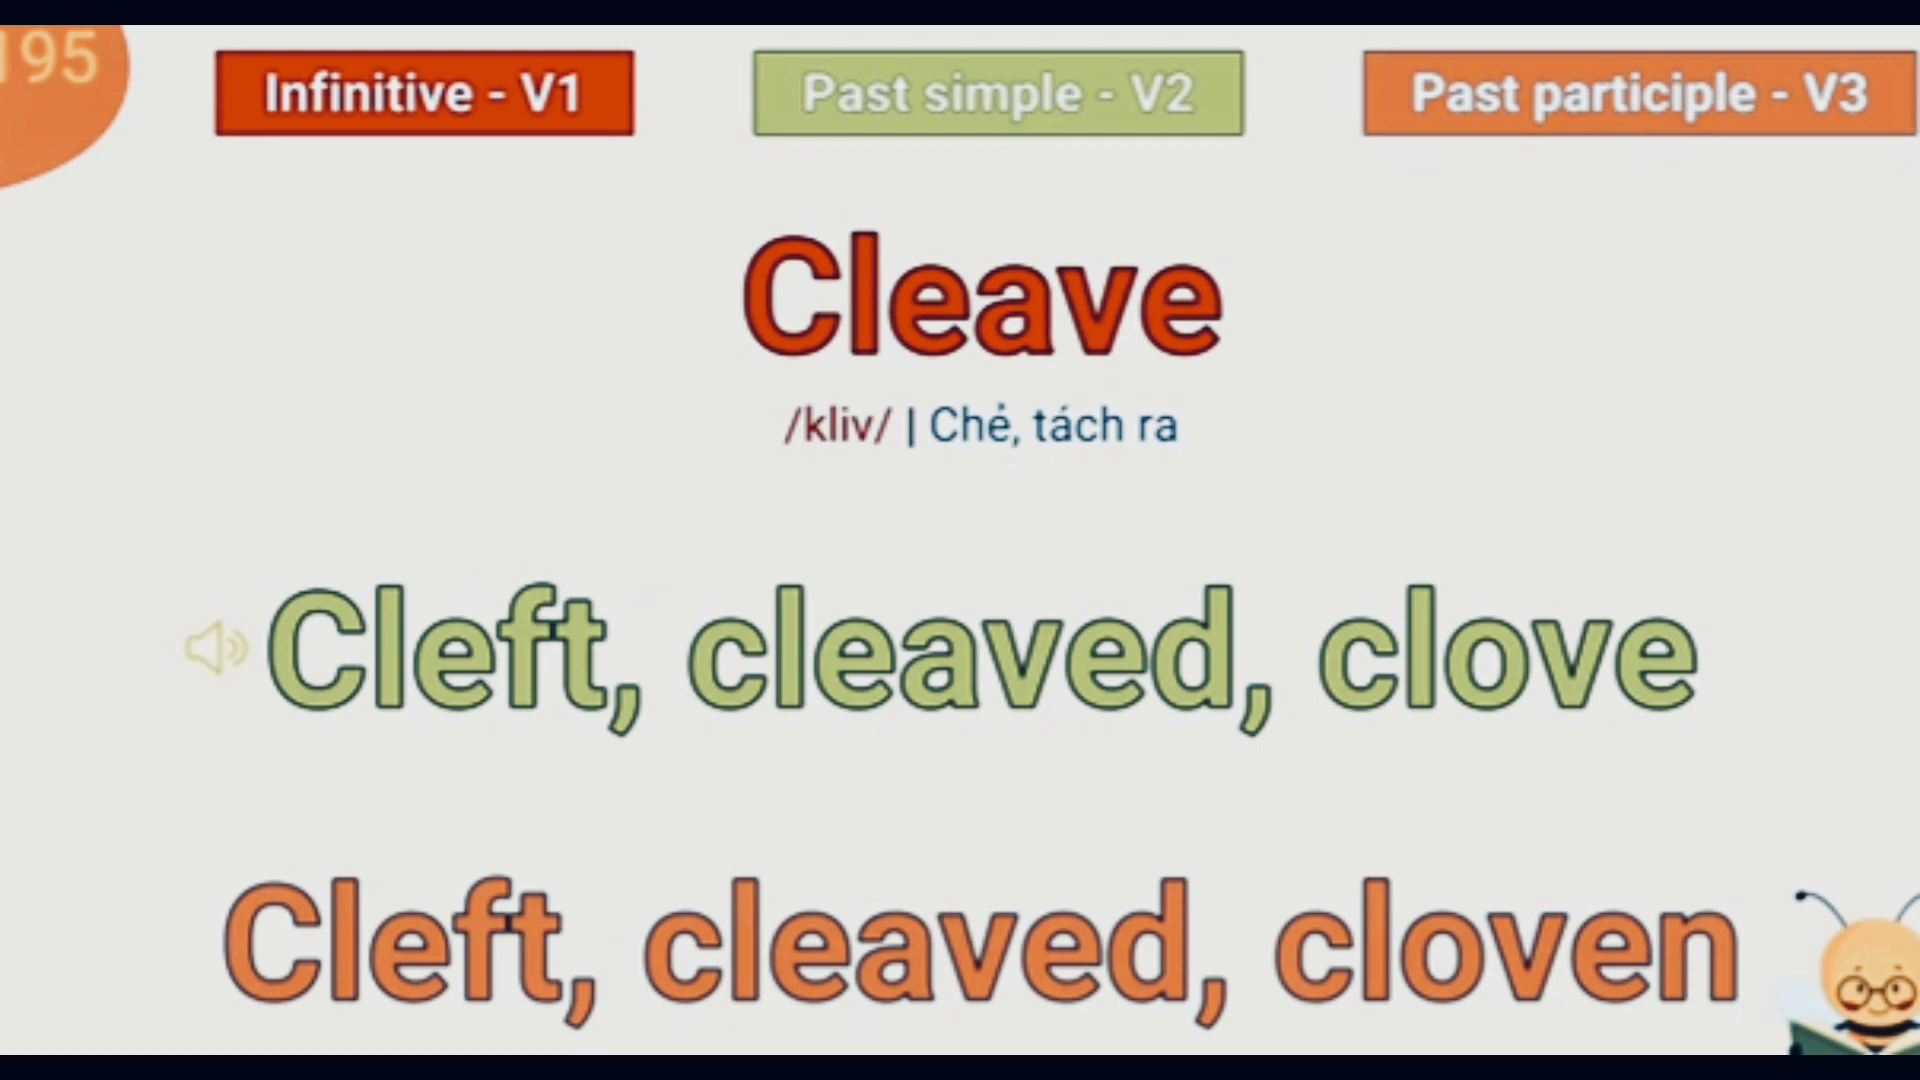 195
Infinitive - V1
Past simple - V2
Past participle - V3
Cleave
/kliv/ | Chẻ, tách ra
Cleft, cleaved, clove
Cleft, cleaved, cloven